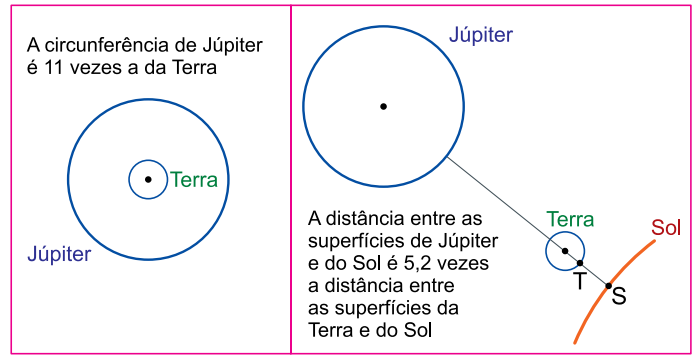 A circunferência de Júpiter
é 11 vezes a da Terra
Terra
Júpiter
Júpiter
A distância entre as
superfícies de Júpiter
e do Sol é 5,2 vezes
a distância entre
as superfícies da
Terra e do Sol
Terra
Sol
T
S